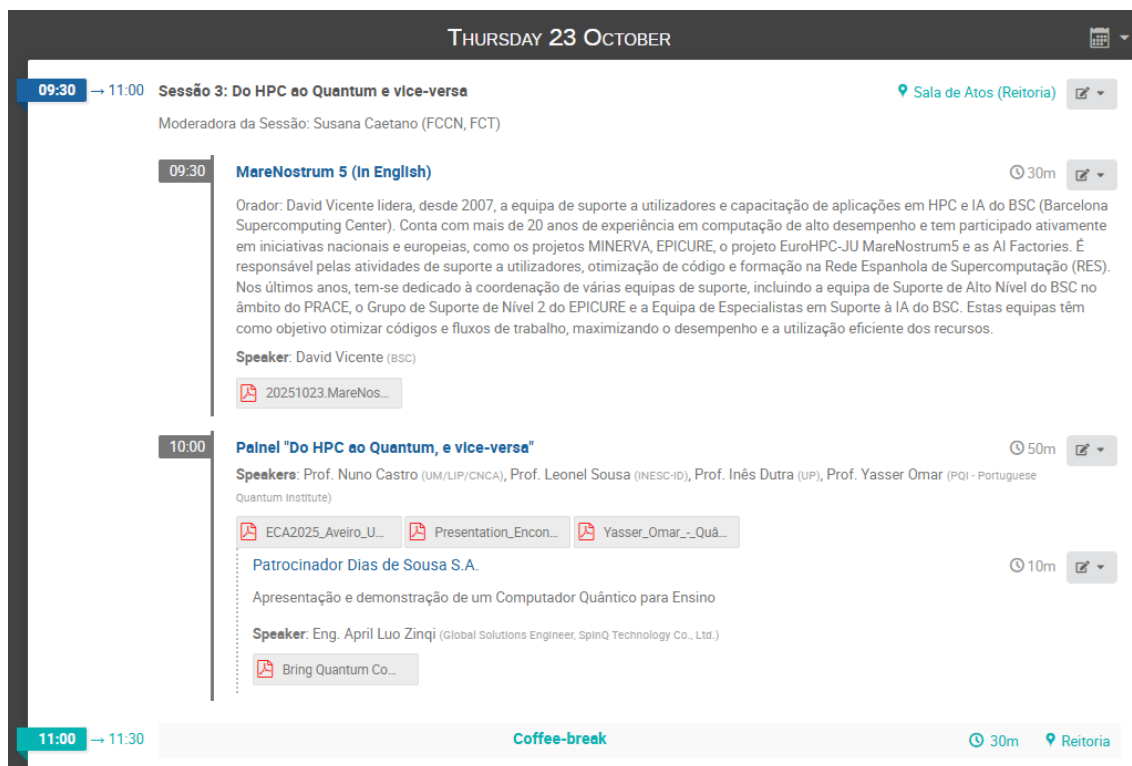 THURSDAY 23 OCTOBER
09:30 → 11:00 Sessão 3: Do HPC ao Quantum e vice-versa Sala de Atos (Reitoria)
Moderadora da Sessão: Susana Caetano (FCCN, FCT)
09:30 MareNostrum 5 (In English) 30m
Orador: David Vicente lidera, desde 2007, a equipa de suporte a utilizadores e capacitação de aplicações em HPC e IA do BSC (Barcelona
Supercomputing Center). Conta com mais de 20 anos de experiência em computação de alto desempenho e tem participado ativamente
em iniciativas nacionais e europeias, como os projetos MINERVA, EPICURE, o projeto EuroHPC-JU MareNostrum5 e as AI Factories. É
responsável pelas atividades de suporte a utilizadores, otimização de código e formação na Rede Espanhola de Supercomputação (RES).
Nos últimos anos, tem-se dedicado à coordenação de várias equipas de suporte, incluindo a equipa de Suporte de Alto Nível do BSC no
âmbito do PRACE, o Grupo de Suporte de Nível 2 do EPICURE e a Equipa de Especialistas em Suporte à IA do BSC. Estas equipas têm
como objetivo otimizar códigos e fluxos de trabalho, maximizando o desempenho e a utilização eficiente dos recursos.
Speaker: David Vicente (BSC)
20251023.MareNos...
10:00 Painel "Do HPC ao Quantum, e vice-versa" 50m
Speakers: Prof. Nuno Castro (UM/LIP/CNCA), Prof. Leonel Sousa (INESC-ID), Prof. Inês Dutra (UP), Prof. Yasser Omar (PQI - Portuguese
Quantum Institute)
ECA2025_Aveiro_U... Presentation_Encon... Yasser_Omar_-_Quâ...
Patrocinador Dias de Sousa S.A. 10m
Apresentação e demonstração de um Computador Quântico para Ensino
Speaker: Eng. April Luo Zinqi (Global Solutions Engineer, SpinQ Technology Co., Ltd.)
Bring Quantum Co...
11:00 → 11:30 Coffee-break 30m Reitoria